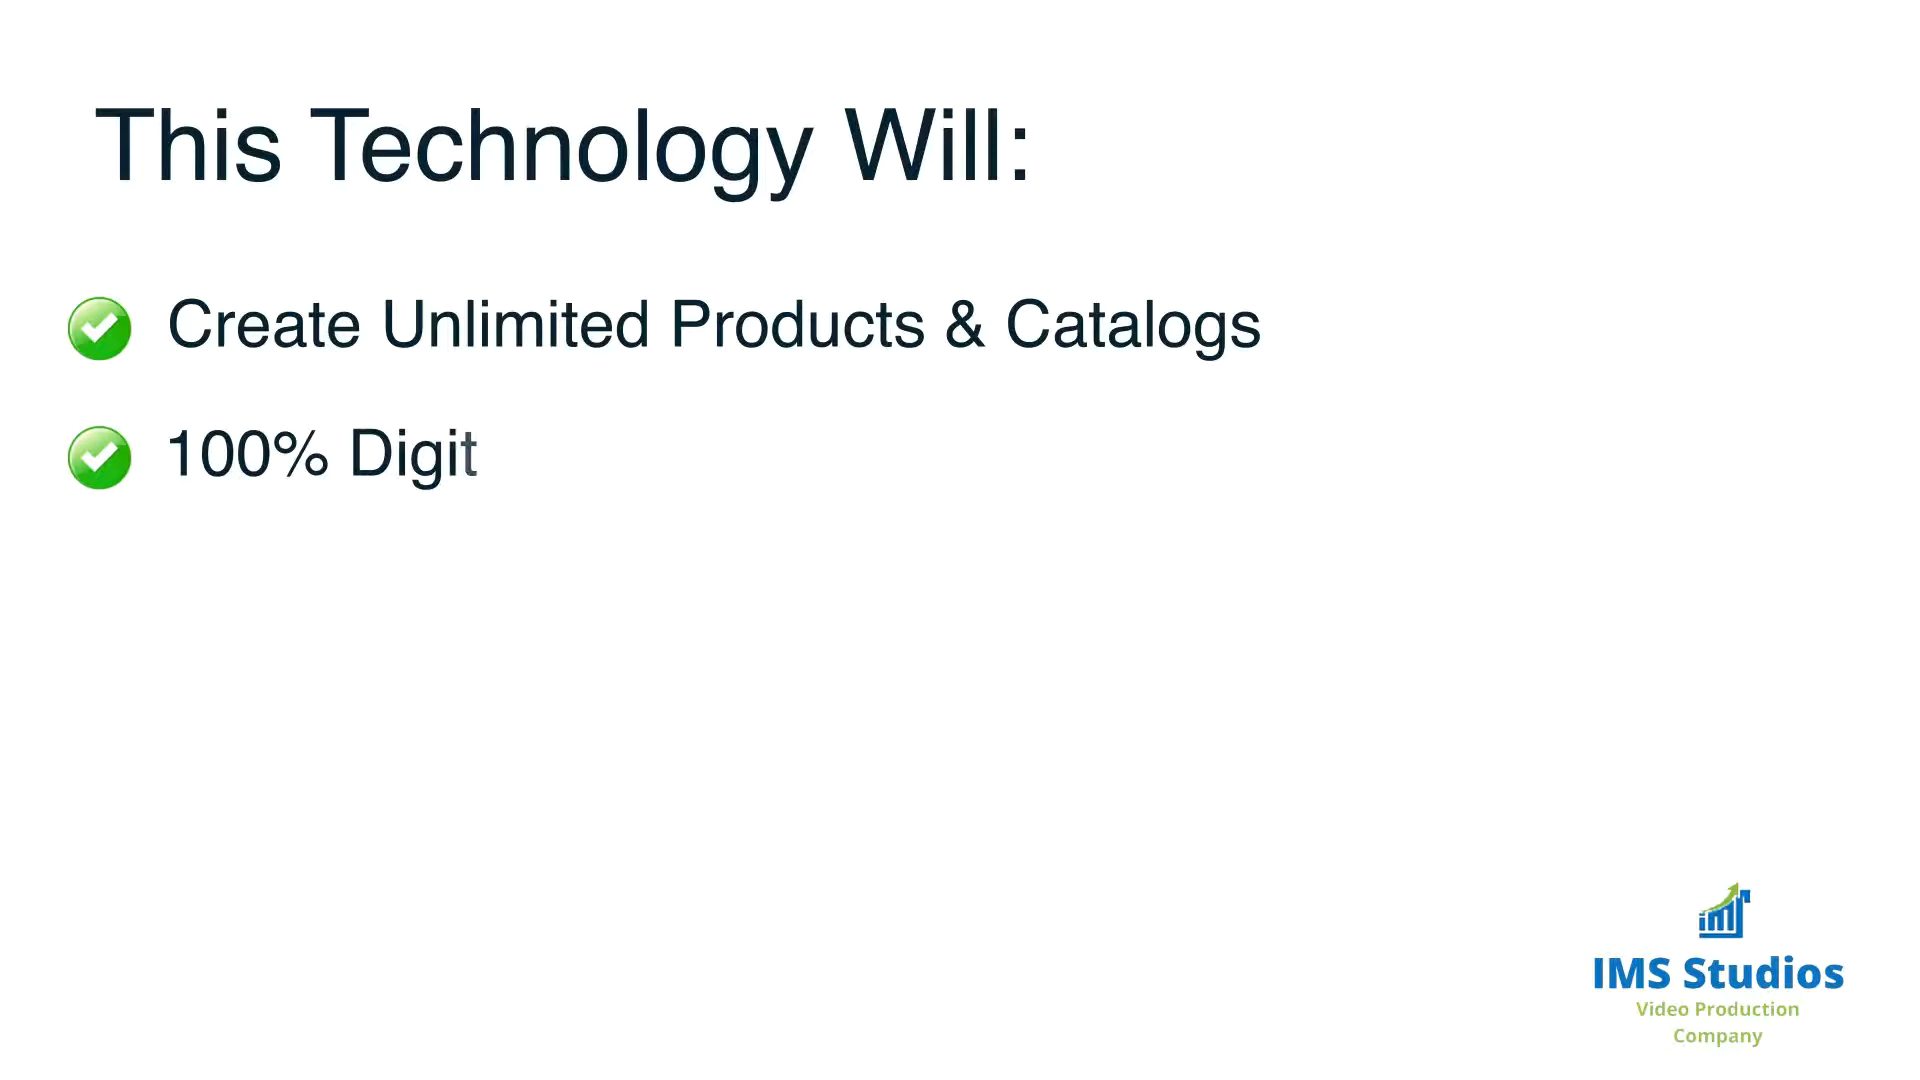 This Technology Will:
Create Unlimited Products & Catalogs
100% Digit
IMS Studios
Video Production
Company